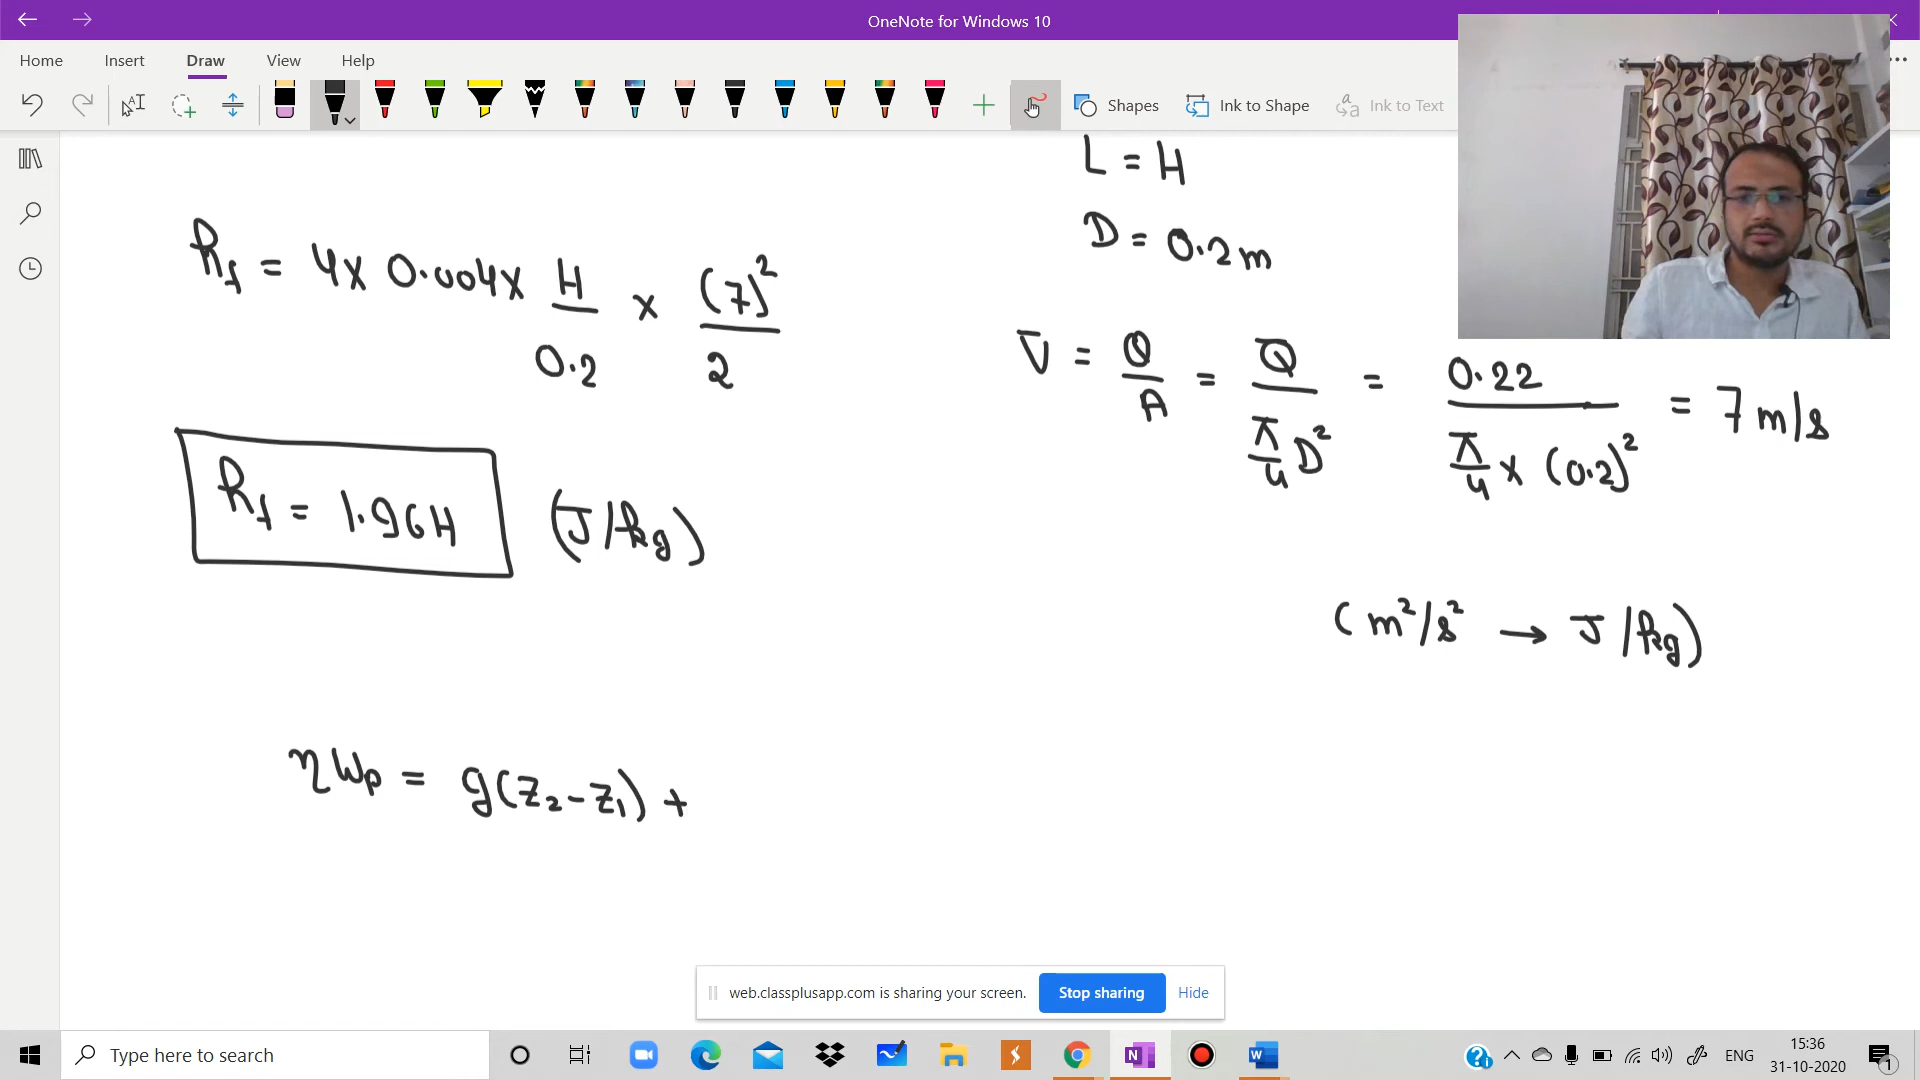 OneNote for Windows 10
Home Insert Draw View Help
Shapes Ink to Shape Ink to Text
L = H
D = 0.2 m
R_f = 4 x 0.004 x H/0.2 x (7)²/2
V̄ = Q/A = Q/(π/4 D²) = 0.22/(π/4 x (0.2)²) = 7 m/s
R_f = 1.96H (J/kg)
(m²/s² → J/kg)
ηWp = g(z₂-z₁) +
web.classplusapp.com is sharing your screen. Stop sharing Hide
Type here to search
ENG
15:36
31-10-2020
1